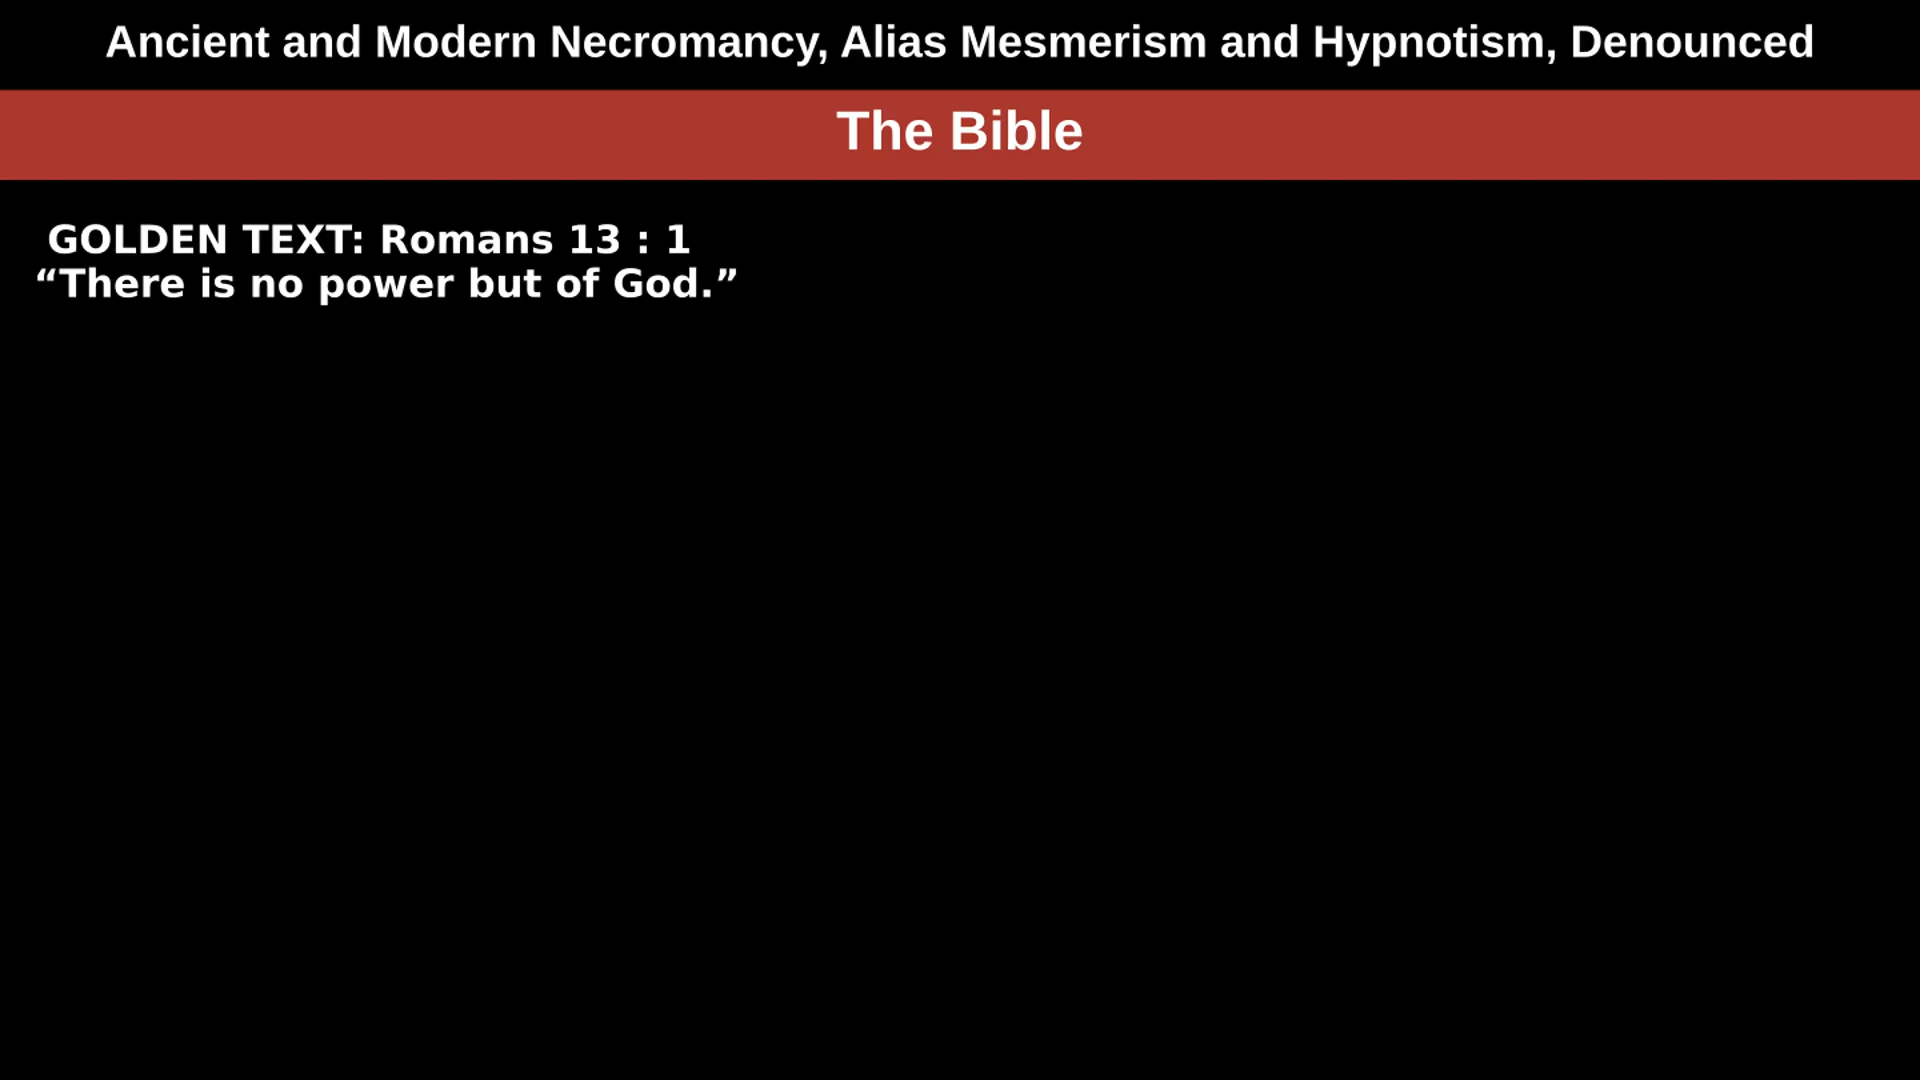 Ancient and Modern Necromancy, Alias Mesmerism and Hypnotism, Denounced
The Bible
GOLDEN TEXT: Romans 13 : 1
“There is no power but of God.”